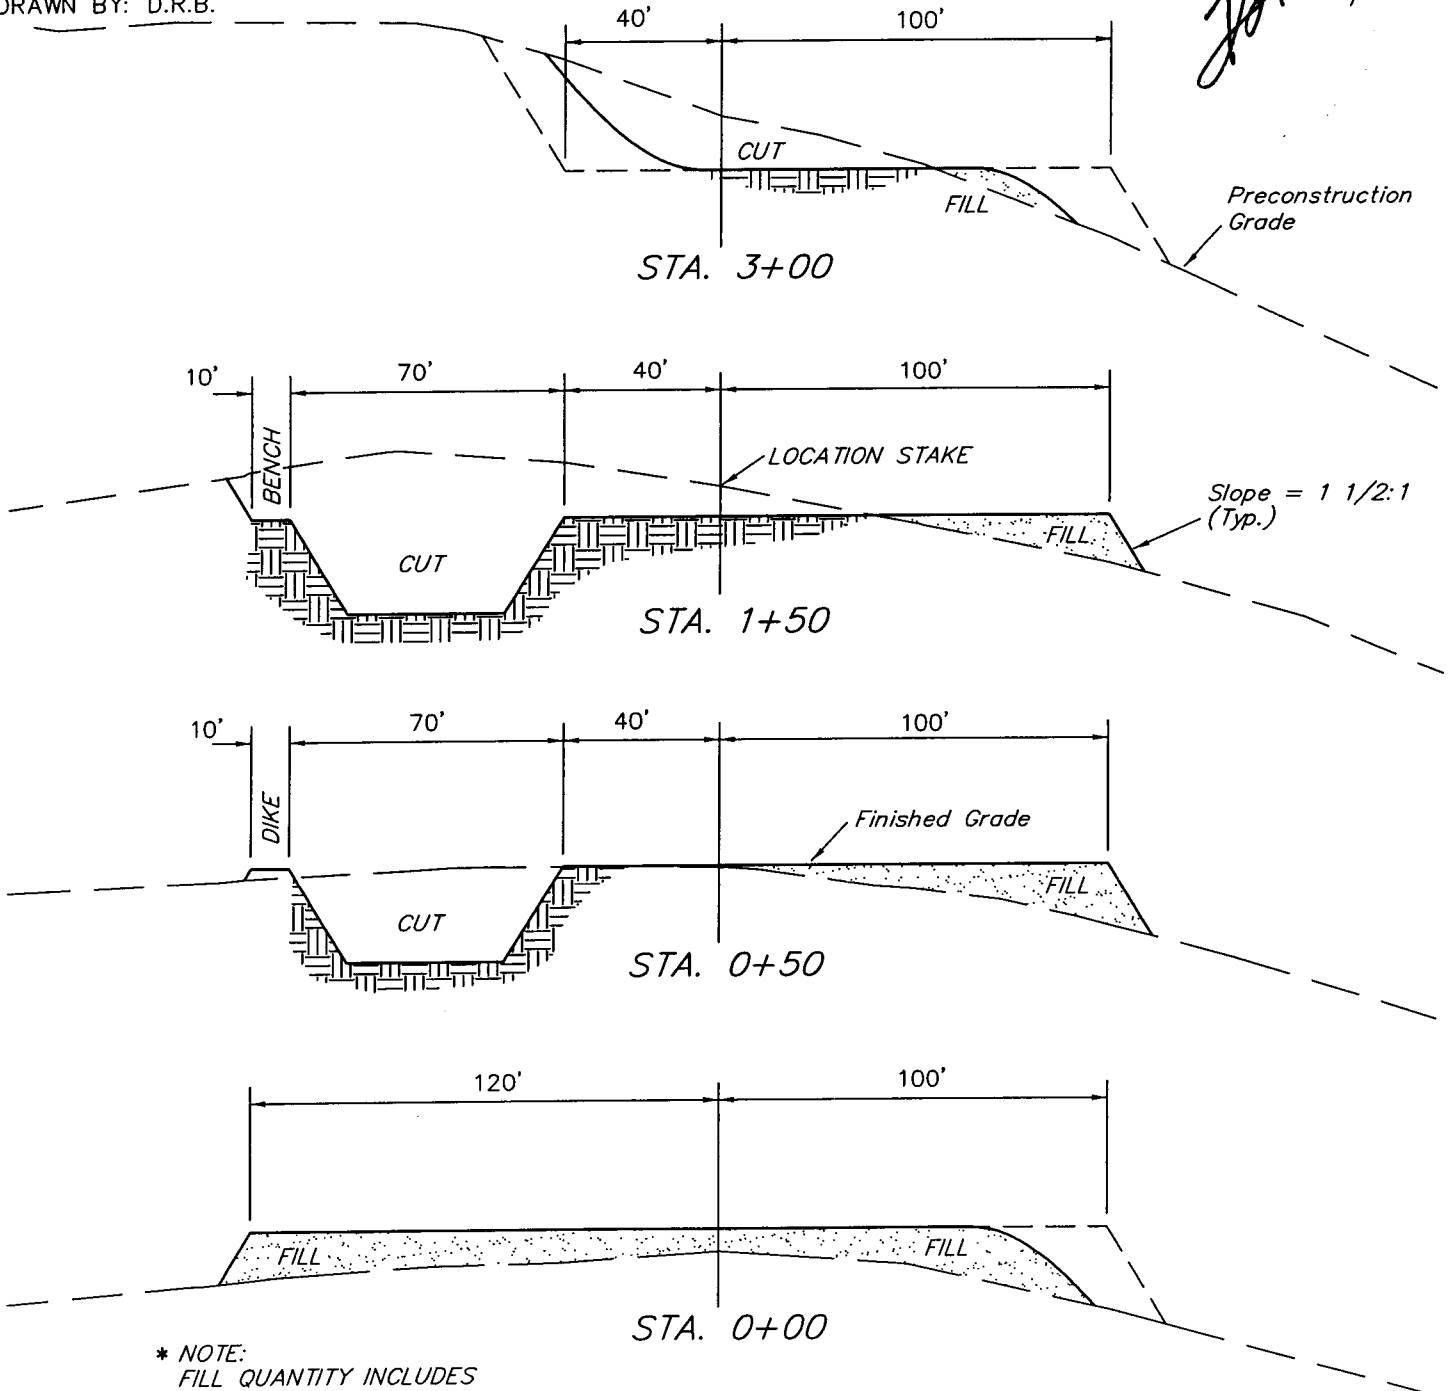 DRAWN BY: D.R.B.
40'
100'
CUT
FILL
Preconstruction
Grade
STA. 3+00
10'
70'
40'
100'
BENCH
LOCATION STAKE
Slope = 1 1/2:1
(Typ.)
CUT
FILL
STA. 1+50
10'
70'
40'
100'
DIKE
Finished Grade
CUT
FILL
STA. 0+50
120'
100'
FILL
FILL
STA. 0+00
* NOTE:
FILL QUANTITY INCLUDES